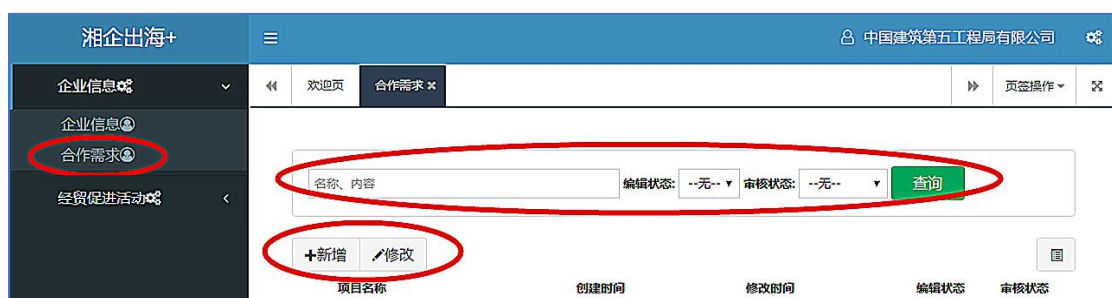 湘企出海+
中国建筑第五工程局有限公司
企业信息
欢迎页 合作需求 页签操作
企业信息
合作需求
名称、内容 编辑状态: --无-- 审核状态: --无-- 查询
经贸促进活动
+新增 修改
项目名称 创建时间 修改时间 编辑状态 审核状态